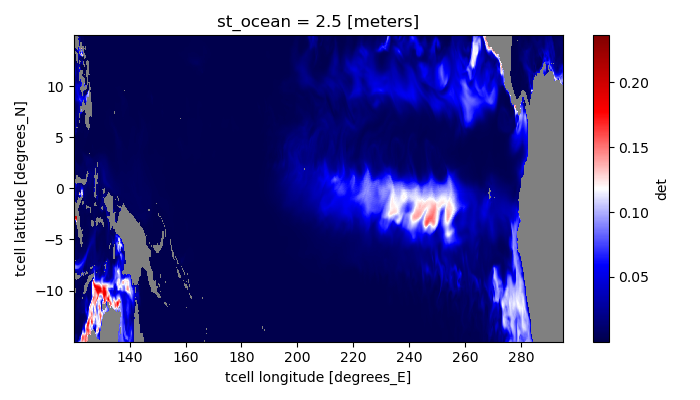 st_ocean = 2.5 [meters]
10
5
0
−5
−10
tcell latitude [degrees_N]
140 160 180 200 220 240 260 280
tcell longitude [degrees_E]
0.20
0.15
0.10
0.05
det